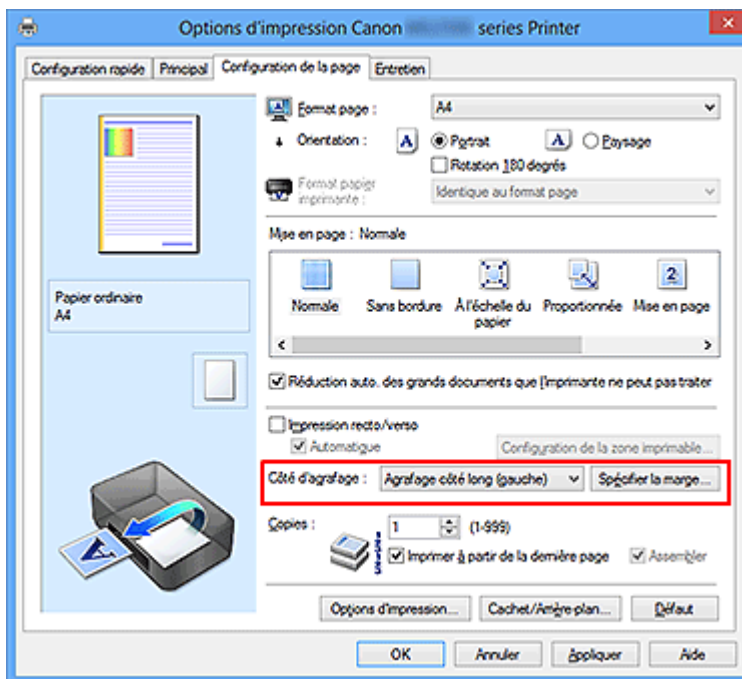 Options d'impression Canon series Printer
Configuration rapide Principal Configuration de la page Entretien
Format page : A4
Orientation : A Portrait A Paysage
Rotation 180 degrés
Format papier imprimante : Identique au format page
Mise en page : Normale
Normale Sans bordure À l'échelle du papier Proportionnée Mise en page
Papier ordinaire
A4
Réduction auto. des grands documents que l'imprimante ne peut pas traiter
Impression recto/verso
Automatique Configuration de la zone imprimable...
Côté d'agrafage : Agrafage côté long (gauche) Spécifier la marge...
Copies : 1 (1-999)
Imprimer à partir de la dernière page Assembler
Options d'impression... Cachet/Arrière-plan... Défaut
OK Annuler Appliquer Aide